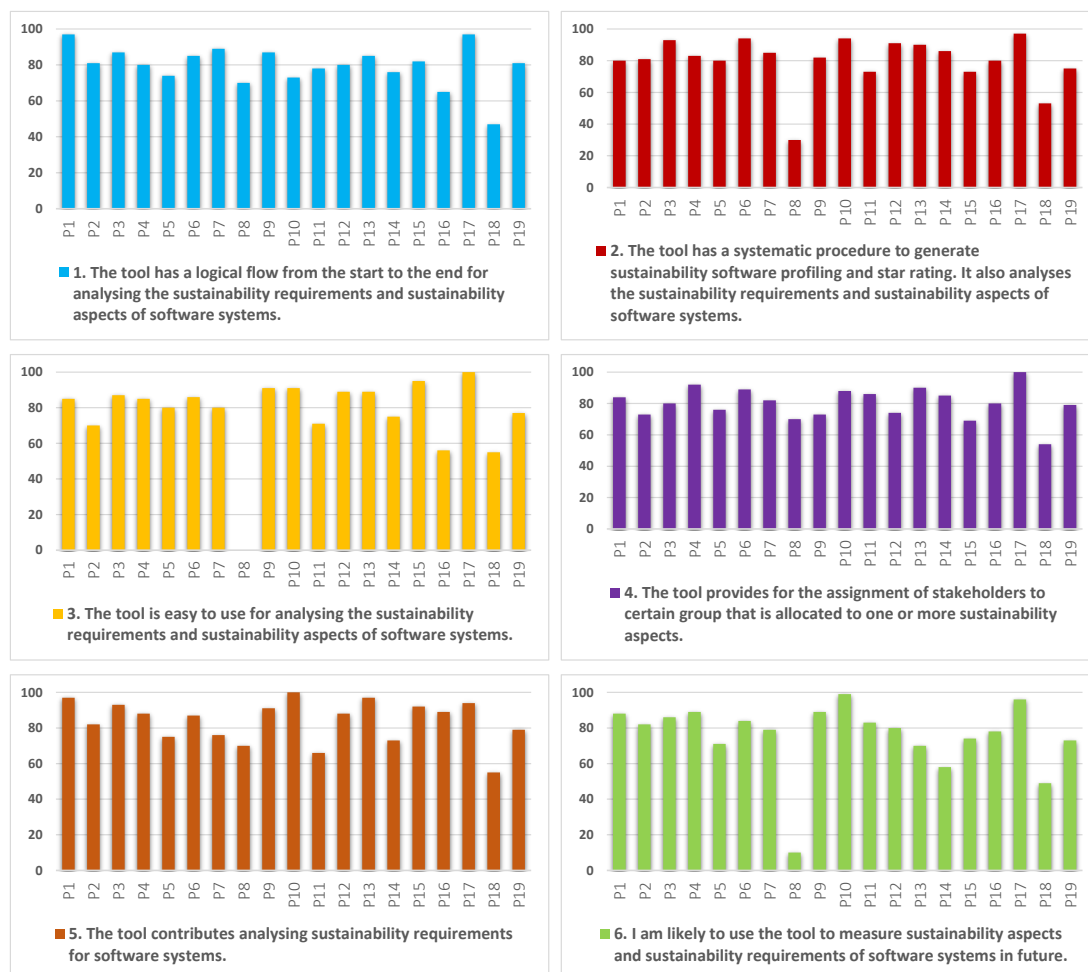 100
80
60
40
20
0
P1 P2 P3 P4 P5 P6 P7 P8 P9 P10 P11 P12 P13 P14 P15 P16 P17 P18 P19
1. The tool has a logical flow from the start to the end for
analysing the sustainability requirements and sustainability
aspects of software systems.
100
80
60
40
20
0
P1 P2 P3 P4 P5 P6 P7 P8 P9 P10 P11 P12 P13 P14 P15 P16 P17 P18 P19
2. The tool has a systematic procedure to generate
sustainability software profiling and star rating. It also analyses
the sustainability requirements and sustainability aspects of
software systems.
100
80
60
40
20
0
P1 P2 P3 P4 P5 P6 P7 P8 P9 P10 P11 P12 P13 P14 P15 P16 P17 P18 P19
3. The tool is easy to use for analysing the sustainability
requirements and sustainability aspects of software systems.
100
80
60
40
20
0
P1 P2 P3 P4 P5 P6 P7 P8 P9 P10 P11 P12 P13 P14 P15 P16 P17 P18 P19
4. The tool provides for the assignment of stakeholders to
certain group that is allocated to one or more sustainability
aspects.
100
80
60
40
20
0
P1 P2 P3 P4 P5 P6 P7 P8 P9 P10 P11 P12 P13 P14 P15 P16 P17 P18 P19
5. The tool contributes analysing sustainability requirements
for software systems.
100
80
60
40
20
0
P1 P2 P3 P4 P5 P6 P7 P8 P9 P10 P11 P12 P13 P14 P15 P16 P17 P18 P19
6. I am likely to use the tool to measure sustainability aspects
and sustainability requirements of software systems in future.